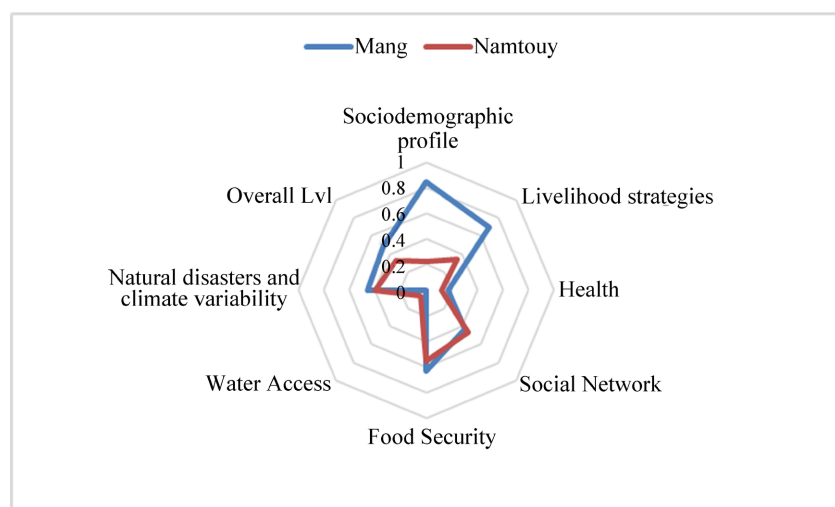 Mang Namtouy
Sociodemographic
profile
1
0.8
0.6
0.4
0.2
0
Overall Lvl
Livelihood strategies
Natural disasters and
climate variability
Health
Water Access
Social Network
Food Security